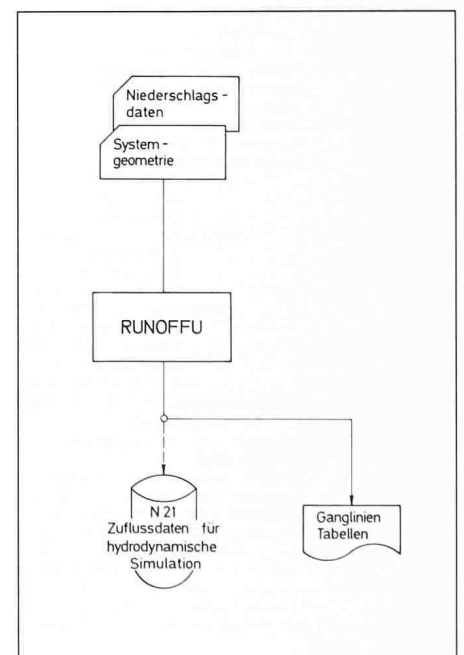 Niederschlags-
daten
System-
geometrie
RUNOFFU
N 21
Zuflussdaten für
hydrodynamische
Simulation
Ganglinien
Tabellen